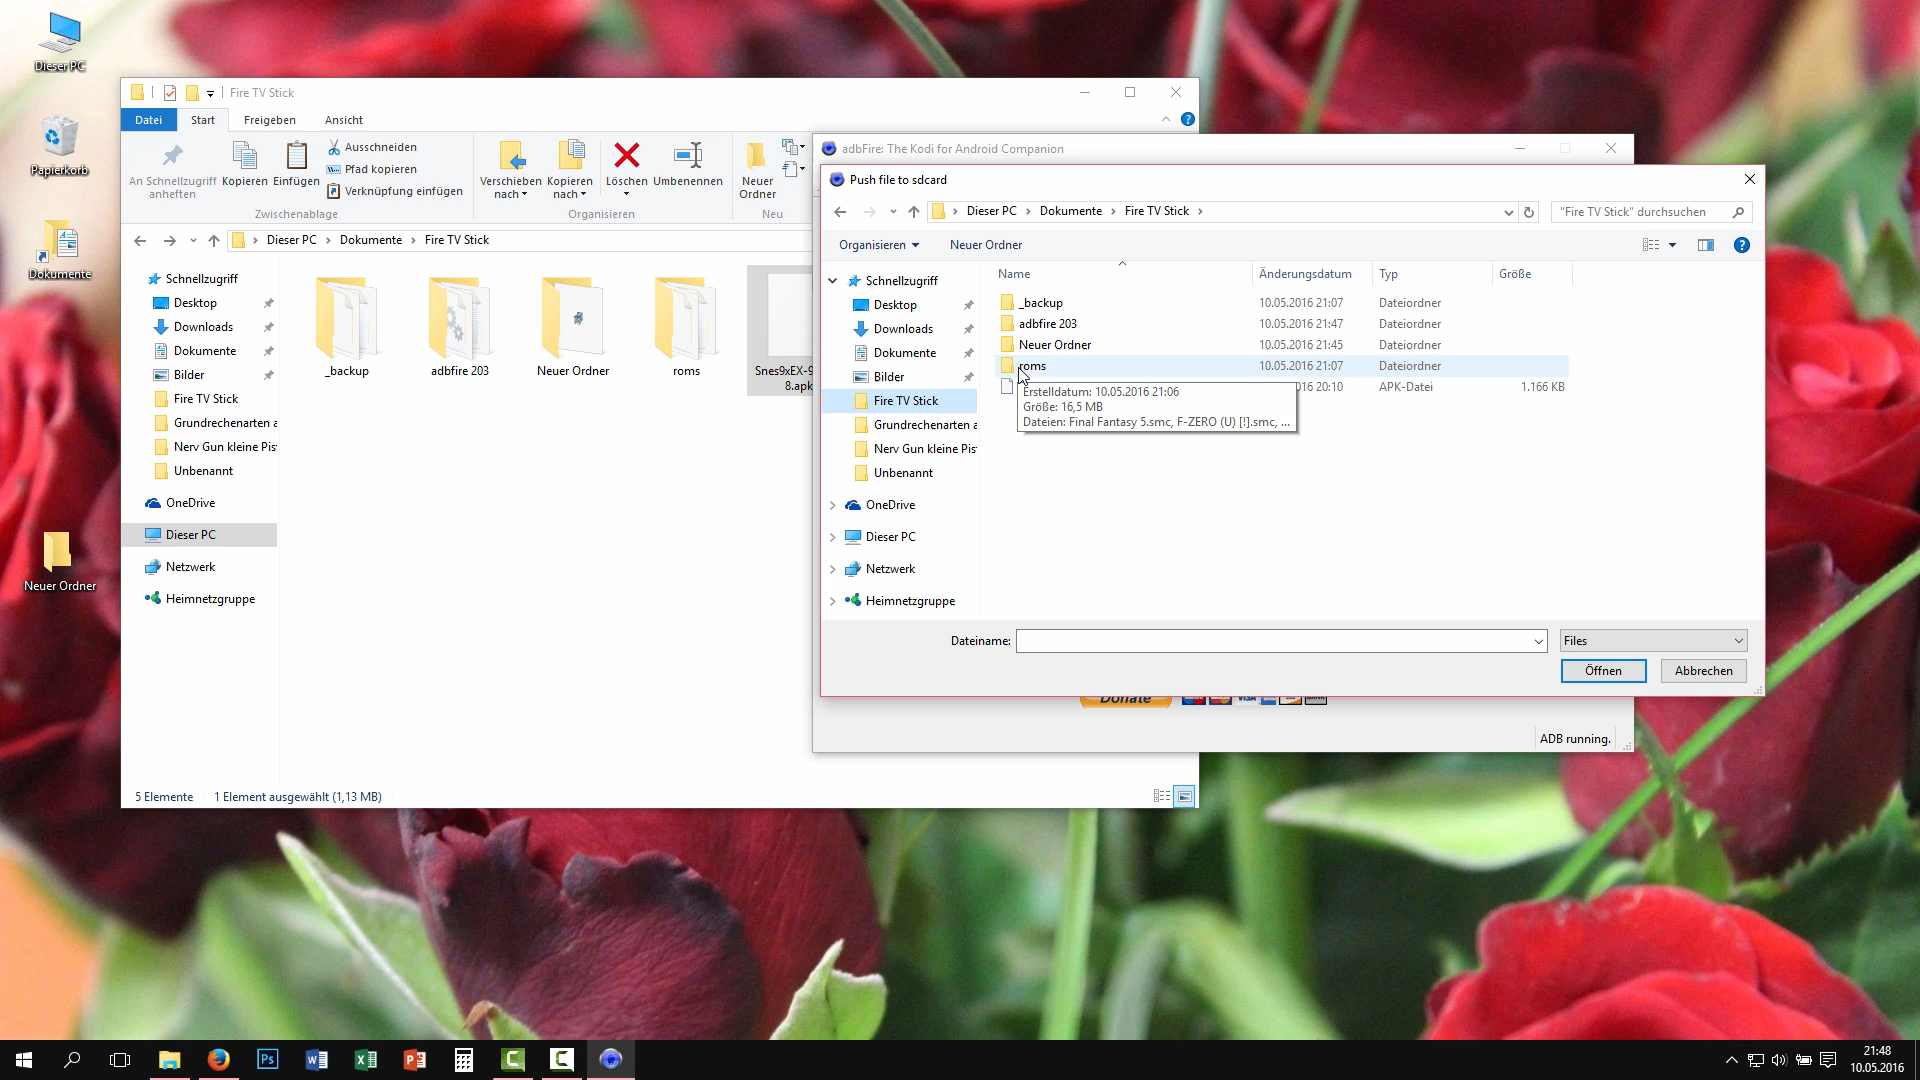 Dieser PC
Papierkorb
Dokumente
Neuer Ordner
Fire TV Stick
Datei
Start
Freigeben
Ansicht
An Schnellzugriff anheften
Kopieren
Einfügen
Ausschneiden
Pfad kopieren
Verknüpfung einfügen
Zwischenablage
Verschieben nach
Kopieren nach
Löschen
Umbenennen
Organisieren
Neuer Ordner
Neu
Dieser PC > Dokumente > Fire TV Stick
Schnellzugriff
Desktop
Downloads
Dokumente
Bilder
Fire TV Stick
Grundrechenarten
Nerv Gun kleine Pis
Unbenannt
OneDrive
Dieser PC
Netzwerk
Heimnetzgruppe
_backup
adbfire 203
Neuer Ordner
roms
Snes9xEX-9
8.apk
5 Elemente
1 Element ausgewählt (1,13 MB)
adbFire: The Kodi for Android Companion
Push file to sdcard
Dieser PC > Dokumente > Fire TV Stick >
"Fire TV Stick" durchsuchen
Organisieren
Neuer Ordner
Schnellzugriff
Desktop
Downloads
Dokumente
Bilder
Fire TV Stick
Grundrechenarten
Nerv Gun kleine Pis
Unbenannt
OneDrive
Dieser PC
Netzwerk
Heimnetzgruppe
Name Änderungsdatum Typ Größe
_backup 10.05.2016 21:07 Dateiordner
adbfire 203 10.05.2016 21:47 Dateiordner
Neuer Ordner 10.05.2016 21:45 Dateiordner
roms 10.05.2016 21:07 Dateiordner
016 20:10 APK-Datei 1.166 KB
Erstelldatum: 10.05.2016 21:06
Größe: 16,5 MB
Dateien: Final Fantasy 5.smc, F-ZERO (U) [!].smc, ...
Dateiname:
Files
Öffnen
Abbrechen
Donate
VISA
ADB running.
Ps
21:48
10.05.2016